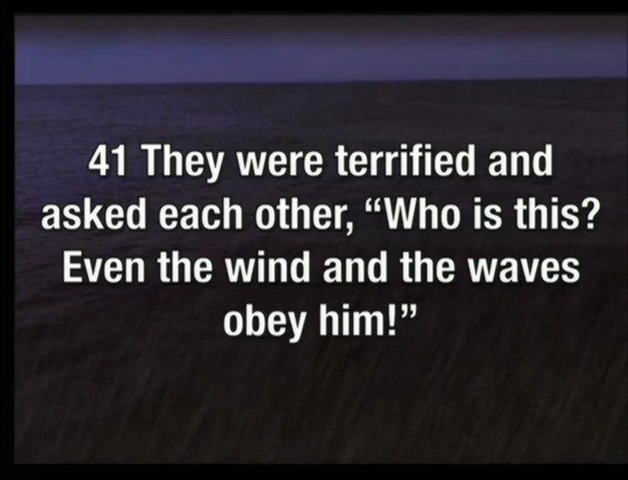 41 They were terrified and
asked each other, “Who is this?
Even the wind and the waves
obey him!”